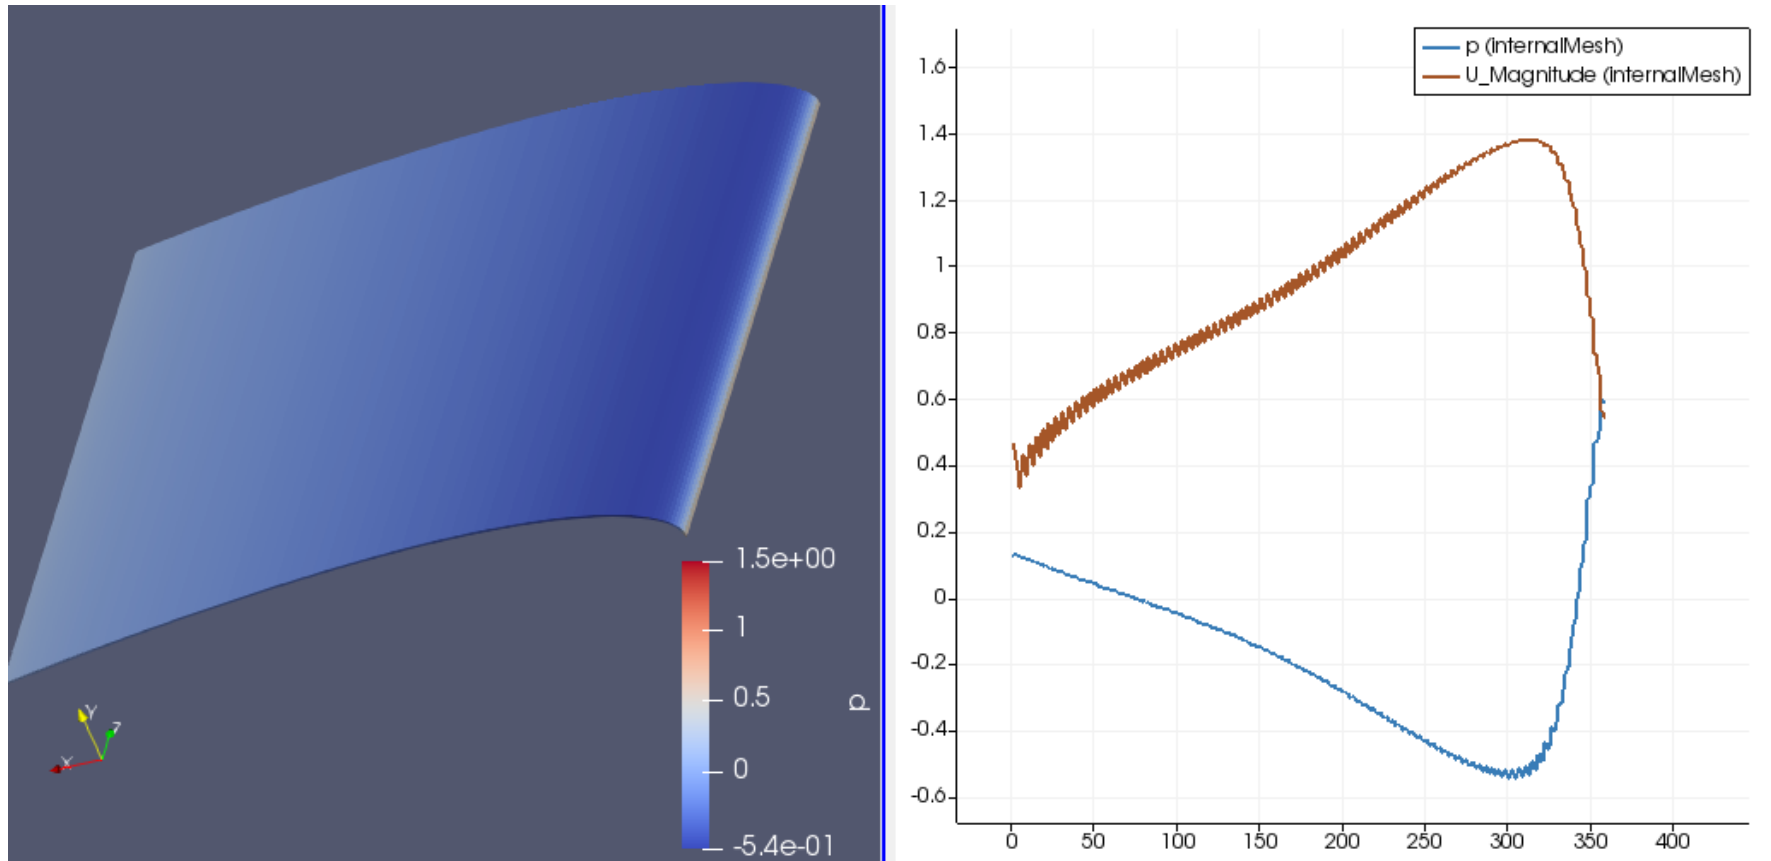 1.5e+00
1
0.5
0
-5.4e-01
p
Y
Z
X
p (internalMesh)
U_Magnitude (internalMesh)
1.6
1.4
1.2
1
0.8
0.6
0.4
0.2
0
-0.2
-0.4
-0.6
0 50 100 150 200 250 300 350 400